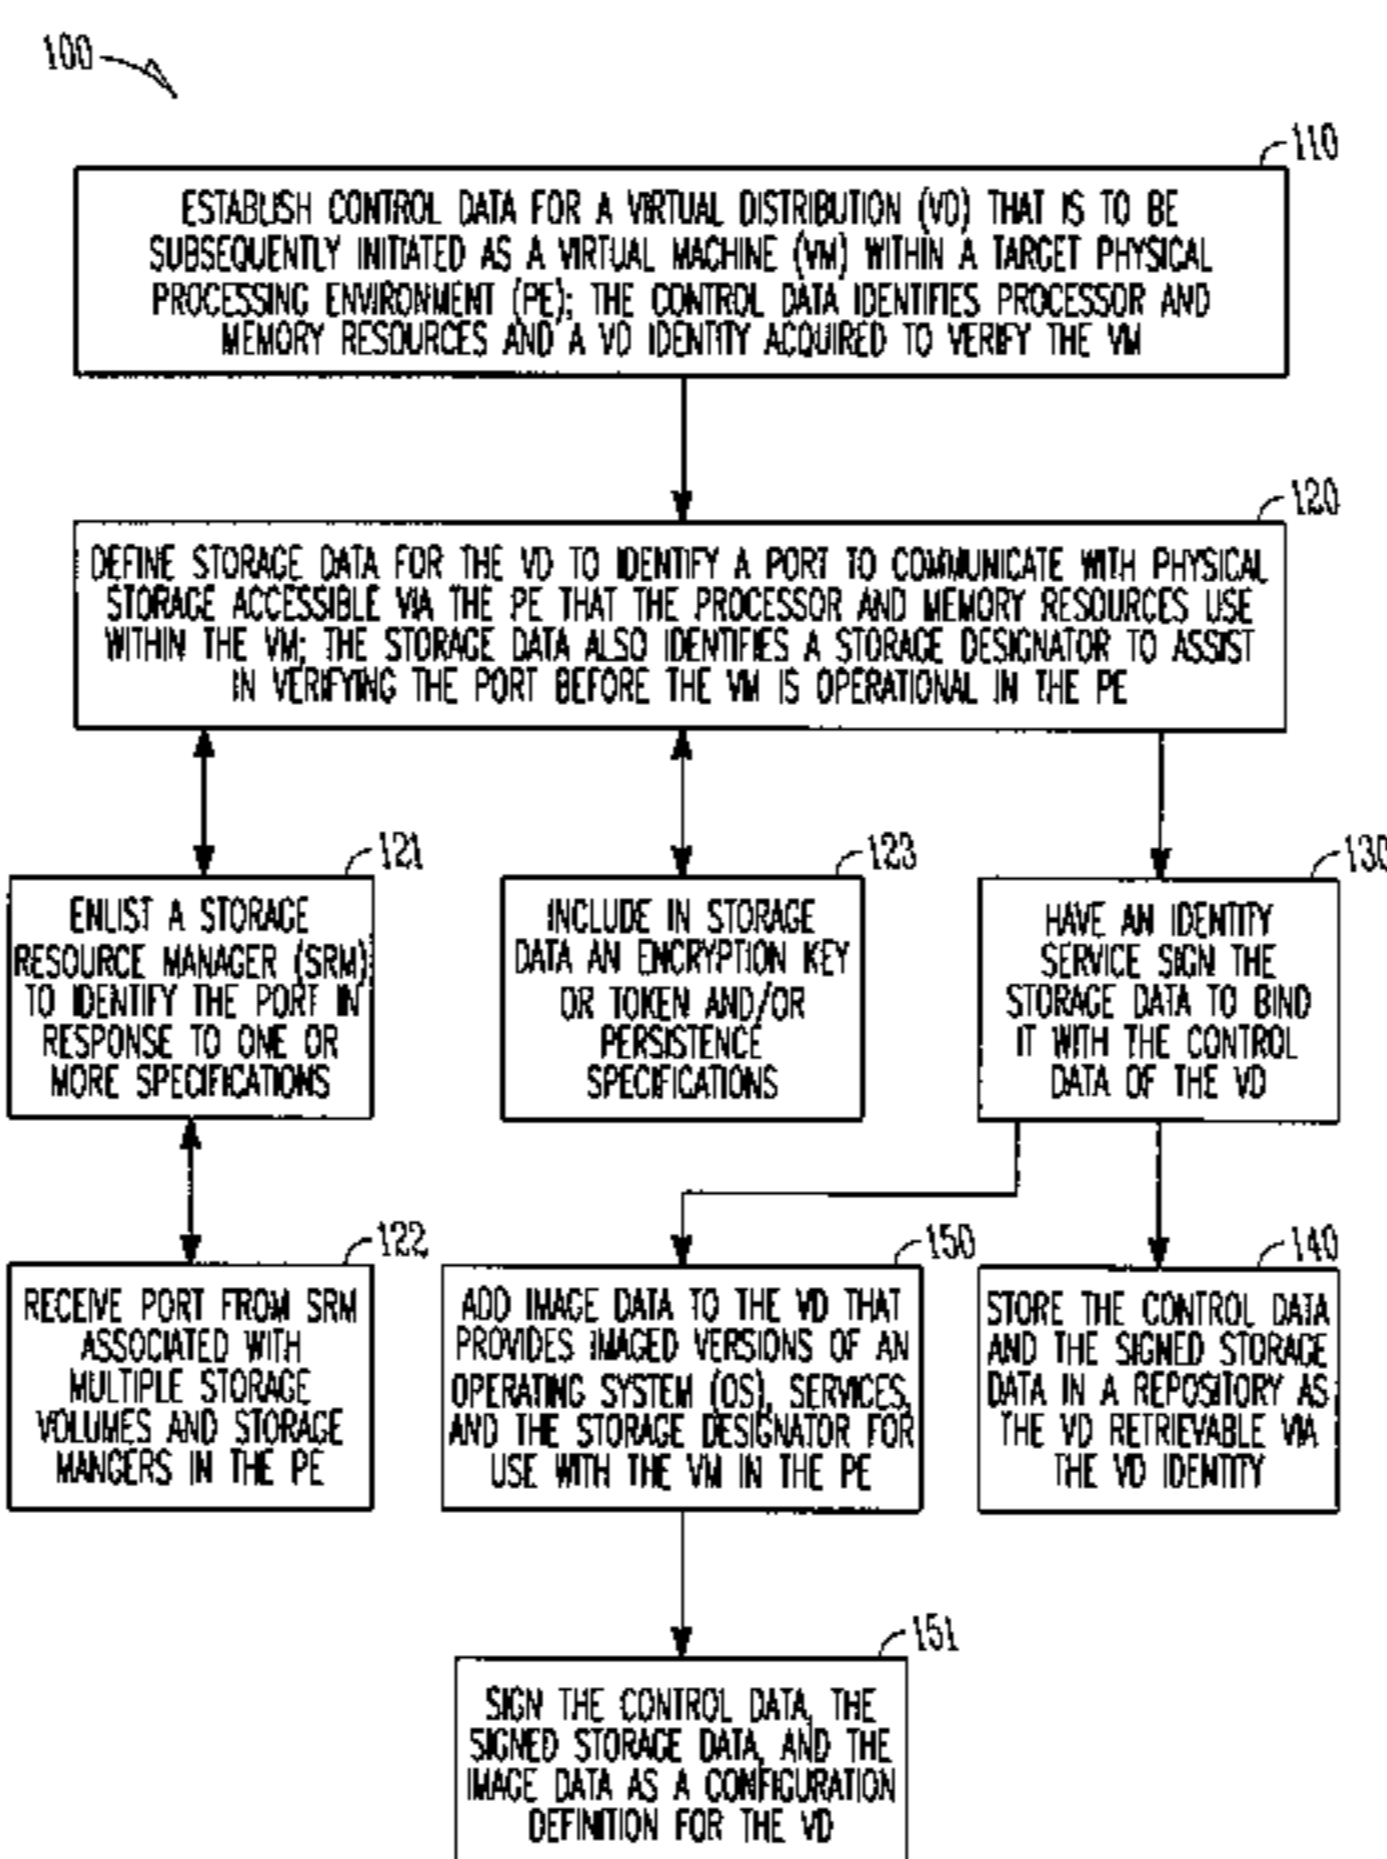 100
110
ESTABLISH CONTROL DATA FOR A VIRTUAL DISTRIBUTION (VD) THAT IS TO BE
SUBSEQUENTLY INITIATED AS A VIRTUAL MACHINE (VM) WITHIN A TARGET PHYSICAL
PROCESSING ENVIRONMENT (PE); THE CONTROL DATA IDENTIFIES PROCESSOR AND
MEMORY RESOURCES AND A VD IDENTITY ACQUIRED TO VERIFY THE VM
120
DEFINE STORAGE DATA FOR THE VD TO IDENTIFY A PORT TO COMMUNICATE WITH PHYSICAL
STORAGE ACCESSIBLE VIA THE PE THAT THE PROCESSOR AND MEMORY RESOURCES USE
WITHIN THE VM; THE STORAGE DATA ALSO IDENTIFIES A STORAGE DESIGNATOR TO ASSIST
IN VERIFYING THE PORT BEFORE THE VM IS OPERATIONAL IN THE PE
121
ENLIST A STORAGE
RESOURCE MANAGER (SRM)
TO IDENTIFY THE PORT IN
RESPONSE TO ONE OR
MORE SPECIFICATIONS
123
INCLUDE IN STORAGE
DATA AN ENCRYPTION KEY
OR TOKEN AND/OR
PERSISTENCE
SPECIFICATIONS
130
HAVE AN IDENTITY
SERVICE SIGN THE
STORAGE DATA TO BIND
IT WITH THE CONTROL
DATA OF THE VD
122
RECEIVE PORT FROM SRM
ASSOCIATED WITH
MULTIPLE STORAGE
VOLUMES AND STORAGE
MANGERS IN THE PE
150
ADD IMAGE DATA TO THE VD THAT
PROVIDES IMAGED VERSIONS OF AN
OPERATING SYSTEM (OS), SERVICES,
AND THE STORAGE DESIGNATOR FOR
USE WITH THE VM IN THE PE
140
STORE THE CONTROL DATA
AND THE SIGNED STORAGE
DATA IN A REPOSITORY AS
THE VD RETRIEVABLE VIA
THE VD IDENTITY
151
SIGN THE CONTROL DATA, THE
SIGNED STORAGE DATA, AND THE
IMAGE DATA AS A CONFIGURATION
DEFINITION FOR THE VD